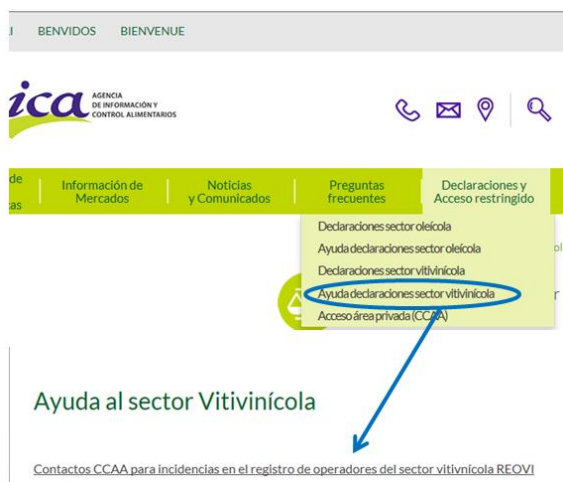 BENVIDOS BIENVENUE
ica
AGENCIA
DE INFORMACIÓN Y
CONTROL ALIMENTARIOS
de
Información de
Mercados
Noticias
y Comunicados
Preguntas
frecuentes
Declaraciones y
Acceso restringido
Declaraciones sector oleícola
Ayuda declaraciones sector oleícola
Declaraciones sector vitivinícola
Ayuda declaraciones sector vitivinícola
Acceso área privada (CCAA)
Ayuda al sector Vitivinícola
Contactos CCAA para incidencias en el registro de operadores del sector vitivnícola REOVI